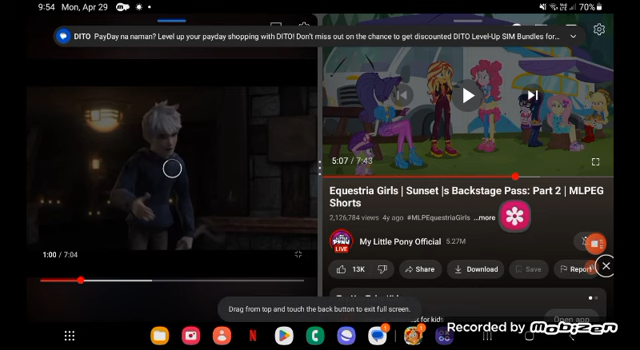 9:54 Mon, Apr 29
70%
DITO PayDay na naman? Level up your payday shopping with DITO! Don't miss out on the chance to get discounted DITO Level-Up SIM Bundles for...
5:07 / 7:43
Equestria Girls | Sunset |s Backstage Pass: Part 2 | MLPEG
Shorts
2,126,784 views 4y ago #MLPEquestriaGirls ...more
My Little Pony Official 5.27M
LIVE
1:00 / 7:04
13K
Share
Download
Save
Report
Drag from top and touch the back button to exit full screen.
Open app
Recorded by mobizen